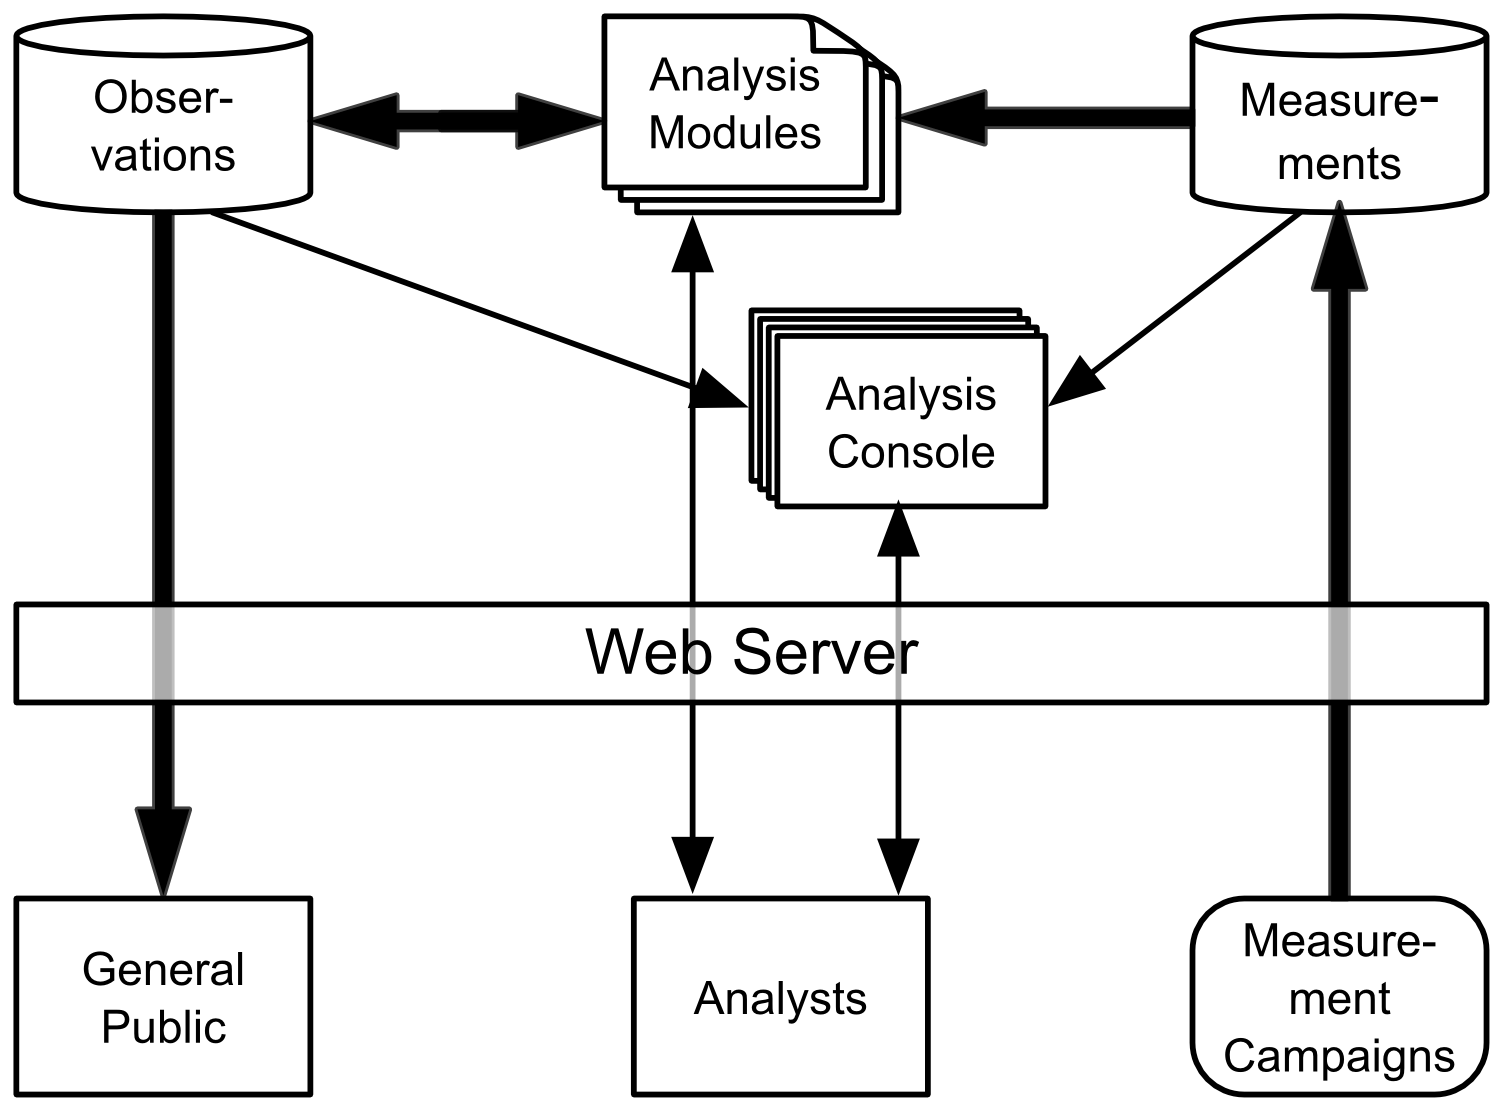 Obser-
vations
Analysis
Modules
Measure-
ments
Analysis
Console
Web Server
General
Public
Analysts
Measure-
ment
Campaigns